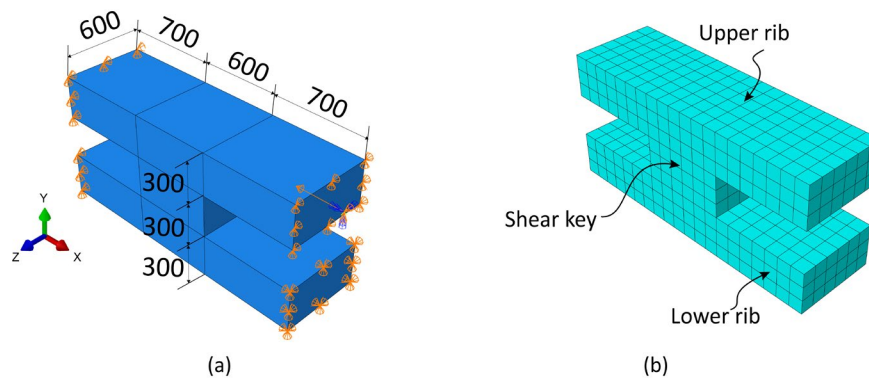 600
700
600
700
300
300
300
Y
Z
X
(a)
Upper rib
Shear key
Lower rib
(b)